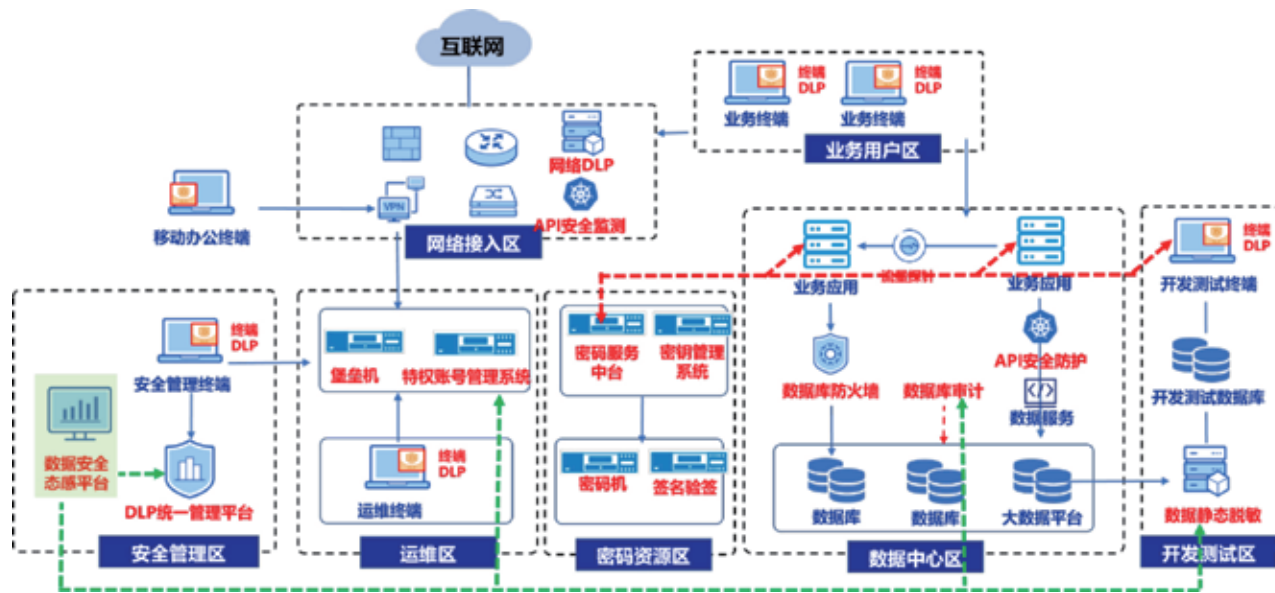 互联网
终端
DLP
终端
DLP
业务终端
业务终端
业务用户区
网络DLP
VPN
API安全监测
网络接入区
移动办公终端
终端
DLP
安全管理终端
数据安全
态感平台
DLP统一管理平台
安全管理区
堡垒机
特权账号管理系统
终端
DLP
运维终端
运维区
密码服务
中台
密钥管理
系统
密码机
签名验签
密码资源区
业务应用
流量探针
业务应用
API安全防护
数据库防火墙
数据库审计
数据服务
数据库
数据库
大数据平台
数据中心区
终端
DLP
开发测试终端
开发测试数据库
数据静态脱敏
开发测试区